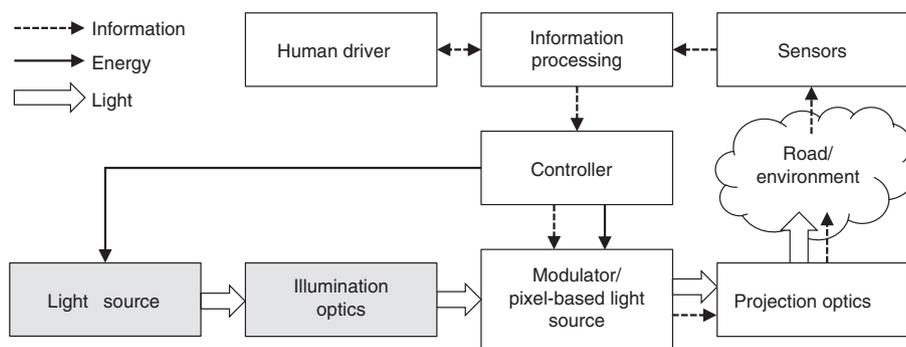 Information
Energy
Light
Human driver
Information
processing
Sensors
Controller
Road/
environment
Light source
Illumination
optics
Modulator/
pixel-based light
source
Projection optics